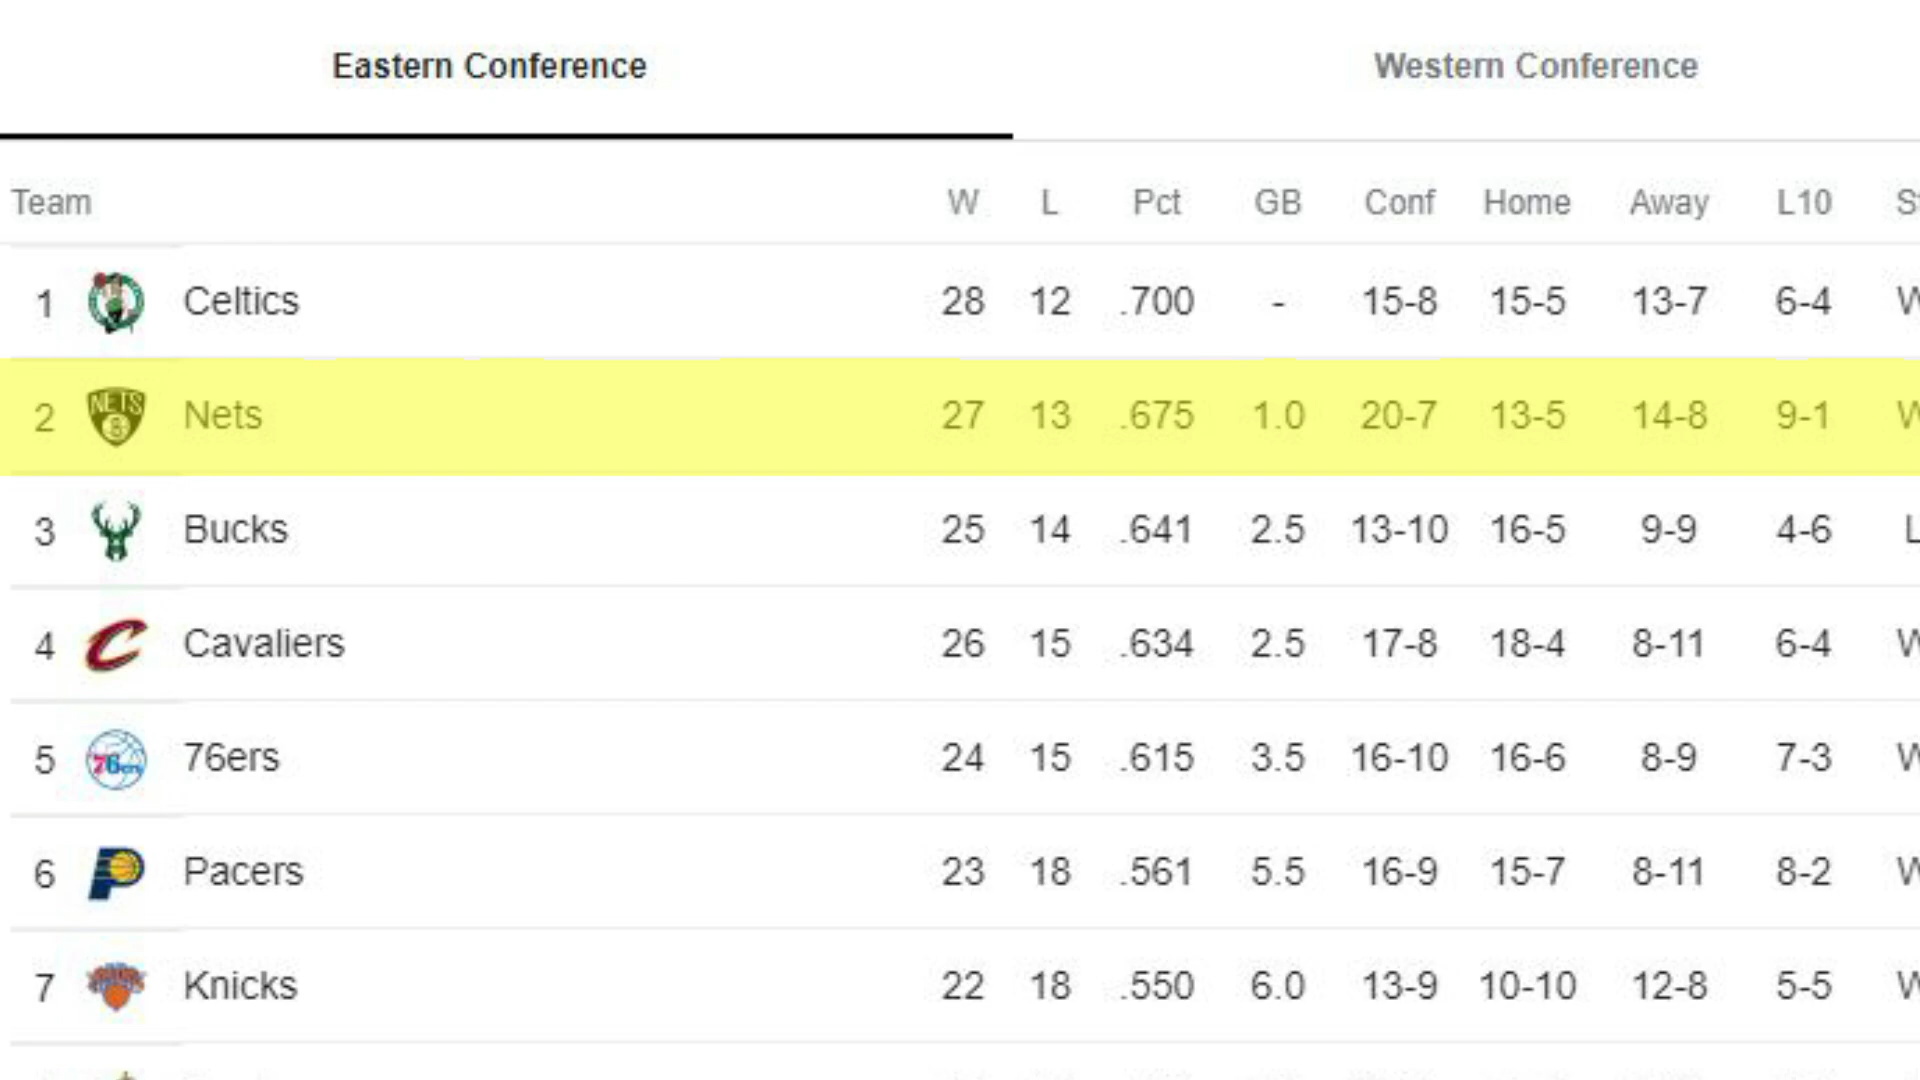 Eastern Conference Western Conference
Team W L Pct GB Conf Home Away L10
1 Celtics 28 12 .700 - 15-8 15-5 13-7 6-4 W
2 NETS B Nets 27 13 .675 1.0 20-7 13-5 14-8 9-1 W
3 Bucks 25 14 .641 2.5 13-10 16-5 9-9 4-6 L
4 C Cavaliers 26 15 .634 2.5 17-8 18-4 8-11 6-4 W
5 76ers 76ers 24 15 .615 3.5 16-10 16-6 8-9 7-3 W
6 P Pacers 23 18 .561 5.5 16-9 15-7 8-11 8-2 W
7 Knicks 22 18 .550 6.0 13-9 10-10 12-8 5-5 W